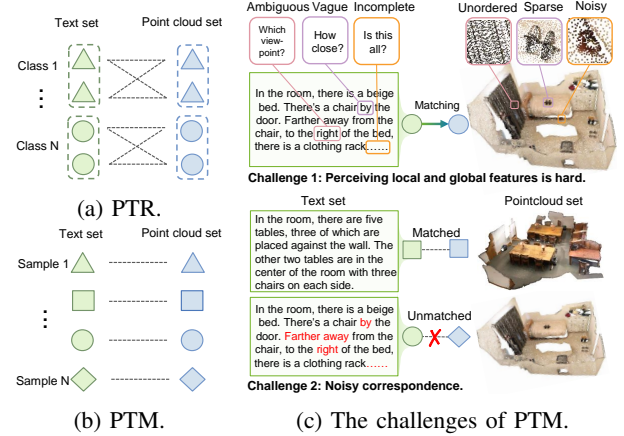 Text set
Point cloud set
Class 1
Class N
(a) PTR.
Text set
Point cloud set
Sample 1
Sample N
(b) PTM.
Ambiguous
Vague
Incomplete
Unordered
Sparse
Noisy
Which
view-
point?
How
close?
Is this
all?
In the room, there is a beige
bed. There's a chair by the
door. Farther away from the
chair, to the right of the bed,
there is a clothing rack......
Matching
Challenge 1: Perceiving local and global features is hard.
Text set
Pointcloud set
In the room, there are five
tables, three of which are
placed against the wall. The
other two tables are in the
center of the room with three
chairs on each side.
Matched
In the room, there is a beige
bed. There's a chair by the
door. Farther away from the
chair, to the right of the bed,
there is a clothing rack......
Unmatched
Challenge 2: Noisy correspondence.
(c) The challenges of PTM.